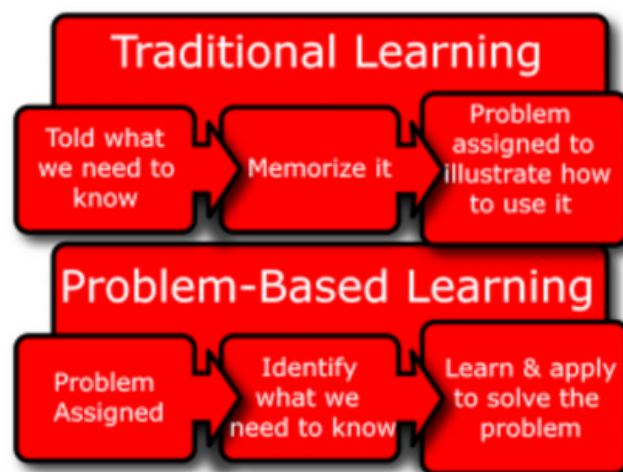 Traditional Learning
Told what
we need to
know
Memorize it
Problem
assigned to
illustrate how
to use it
Problem-Based Learning
Problem
Assigned
Identify
what we
need to know
Learn & apply
to solve the
problem